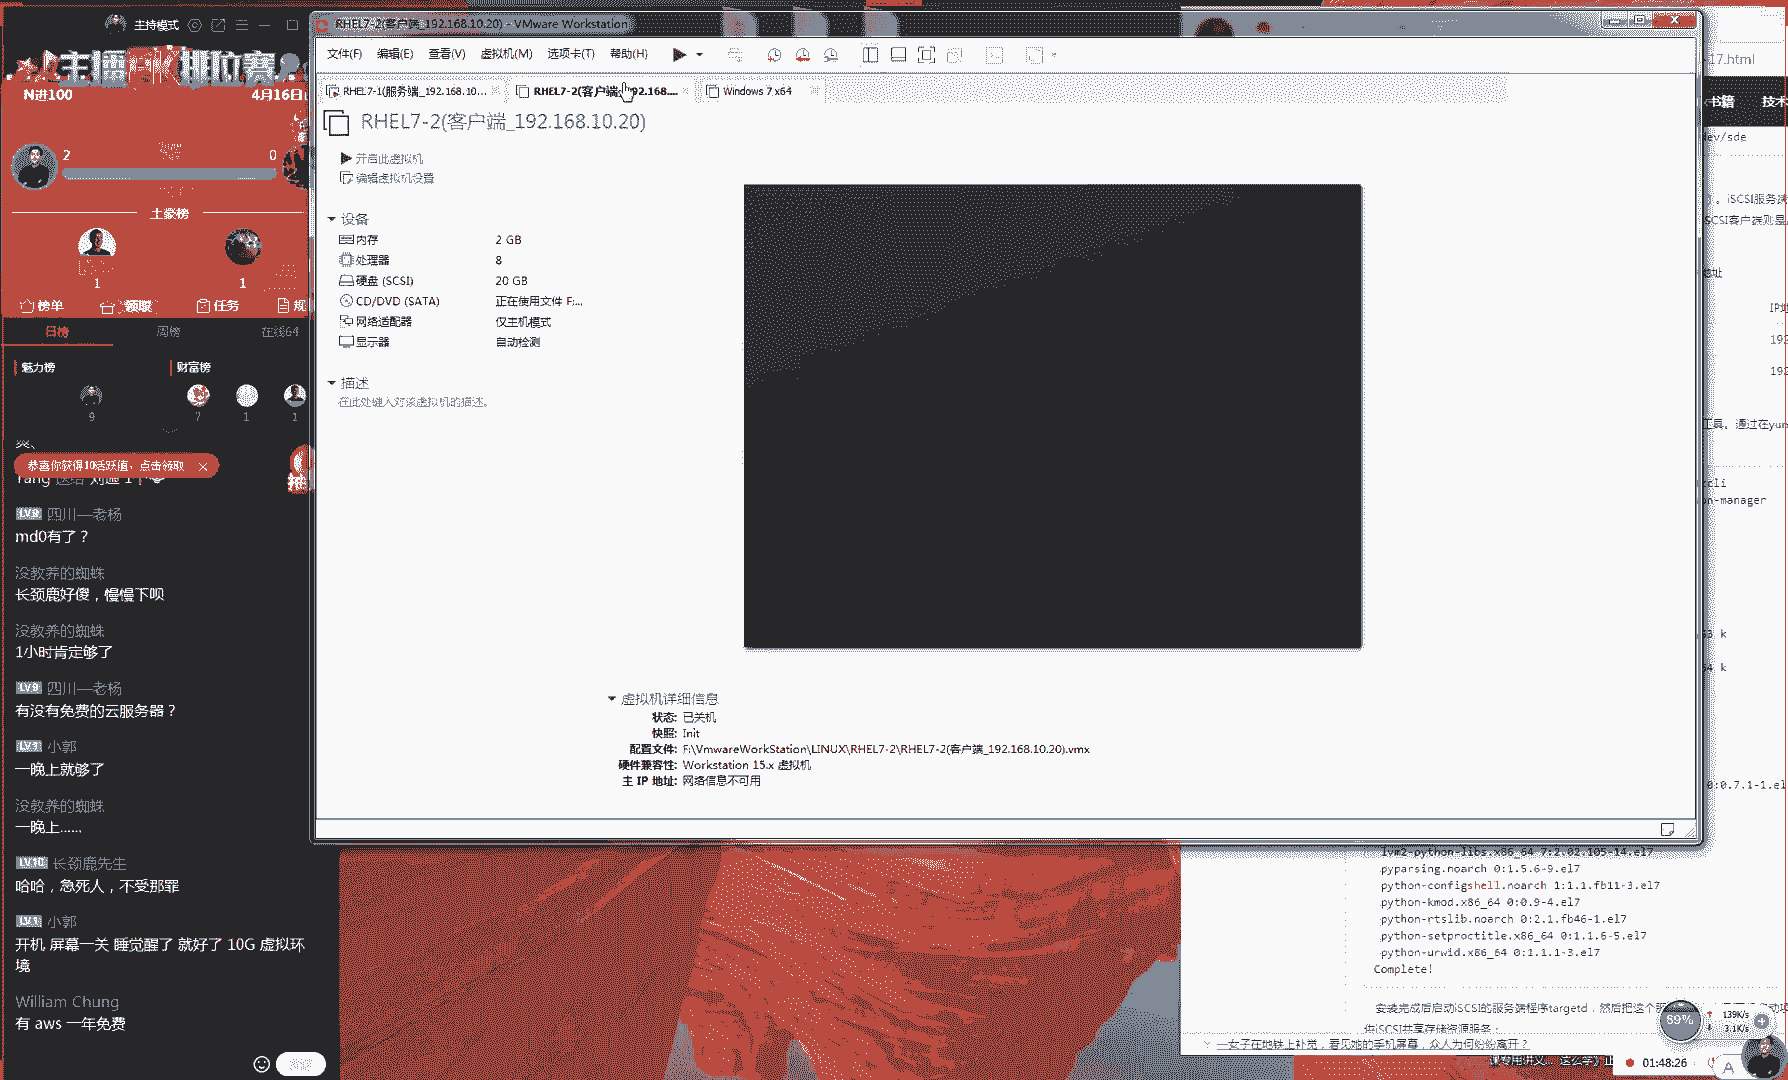 主持模式
主播PK排位赛
N进100
4月16日
2
0
土豪榜
1
1
榜单
领取
任务
规
日榜
周榜
在线64
魅力榜
财富榜
9
7
1
1
恭喜你获得10活跃值，点击领取
LV.9 四川—老杨
md0有了？
没教养的蜘蛛
长颈鹿好傻，慢慢下呗
没教养的蜘蛛
1小时肯定够了
LV.9 四川—老杨
有没有免费的云服务器？
LV.1 小郭
一晚上就够了
没教养的蜘蛛
一晚上......
LV.10 长颈鹿先生
哈哈，急死人，不受那罪
LV.1 小郭
开机 屏幕一关 睡觉醒了 就好了 10G 虚拟环
境
William Chung
有 aws 一年免费
RHEL7-2(客户端_192.168.10.20) - VMware Workstation
文件(F)
编辑(E)
查看(V)
虚拟机(M)
选项卡(T)
帮助(H)
RHEL7-1(服务端_192.168.10...
RHEL7-2(客户端_192.168....
Windows 7 x64
RHEL7-2(客户端_192.168.10.20)
开启此虚拟机
编辑虚拟机设置
设备
内存 2 GB
处理器 8
硬盘 (SCSI) 20 GB
CD/DVD (SATA) 正在使用文件 F:...
网络适配器 仅主机模式
显示器 自动检测
描述
在此处键入对该虚拟机的描述。
虚拟机详细信息
状态: 已关机
快照: Init
配置文件: F:\VmwareWorkStation\LINUX\RHEL7-2\RHEL7-2(客户端_192.168.10.20).vmx
硬件兼容性: Workstation 15.x 虚拟机
主 IP 地址: 网络信息不可用
17.html
书籍
技术
dev/sde
。iSCSI服务端
SCSI客户端则是
地址
IP地
192
192
工具。通过在yum
cli
on-manager
53 k
54 k
0:0.7.1-1.el
lvm2-python-libs.x86_64 7:2.02.105-14.el7
pyparsing.noarch 0:1.5.6-9.el7
python-configshell.noarch 1:1.1.fb11-3.el7
python-kmod.x86_64 0:0.9-4.el7
python-rtslib.noarch 0:2.1.fb46-1.el7
python-setproctitle.x86_64 0:1.1.6-5.el7
python-urwid.x86_64 0:1.1.1-3.el7
Complete!
安装完成后启动iSCSI的服务端程序targetd，然后把这个服
供iSCSI共享存储资源服务：
一女子在地铁上补觉，看见她的手机屏幕，众人为何纷纷离开？
89%
139K/s
3.1K/s
01:48:26
A